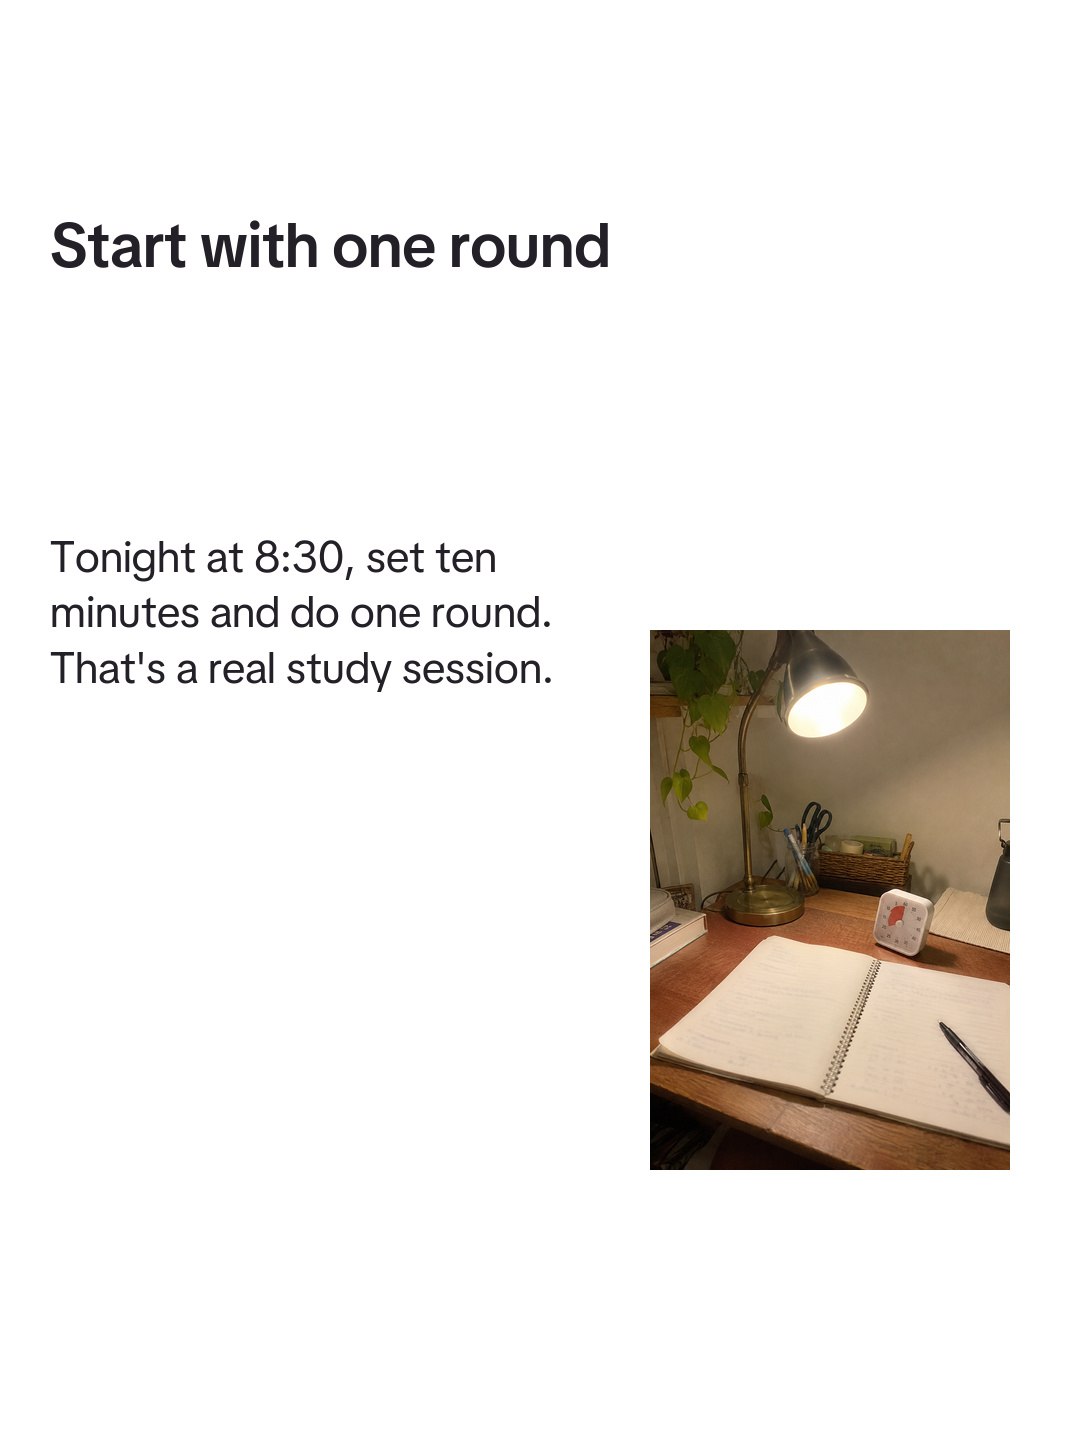 Start with one round
Tonight at 8:30, set ten
minutes and do one round.
That's a real study session.